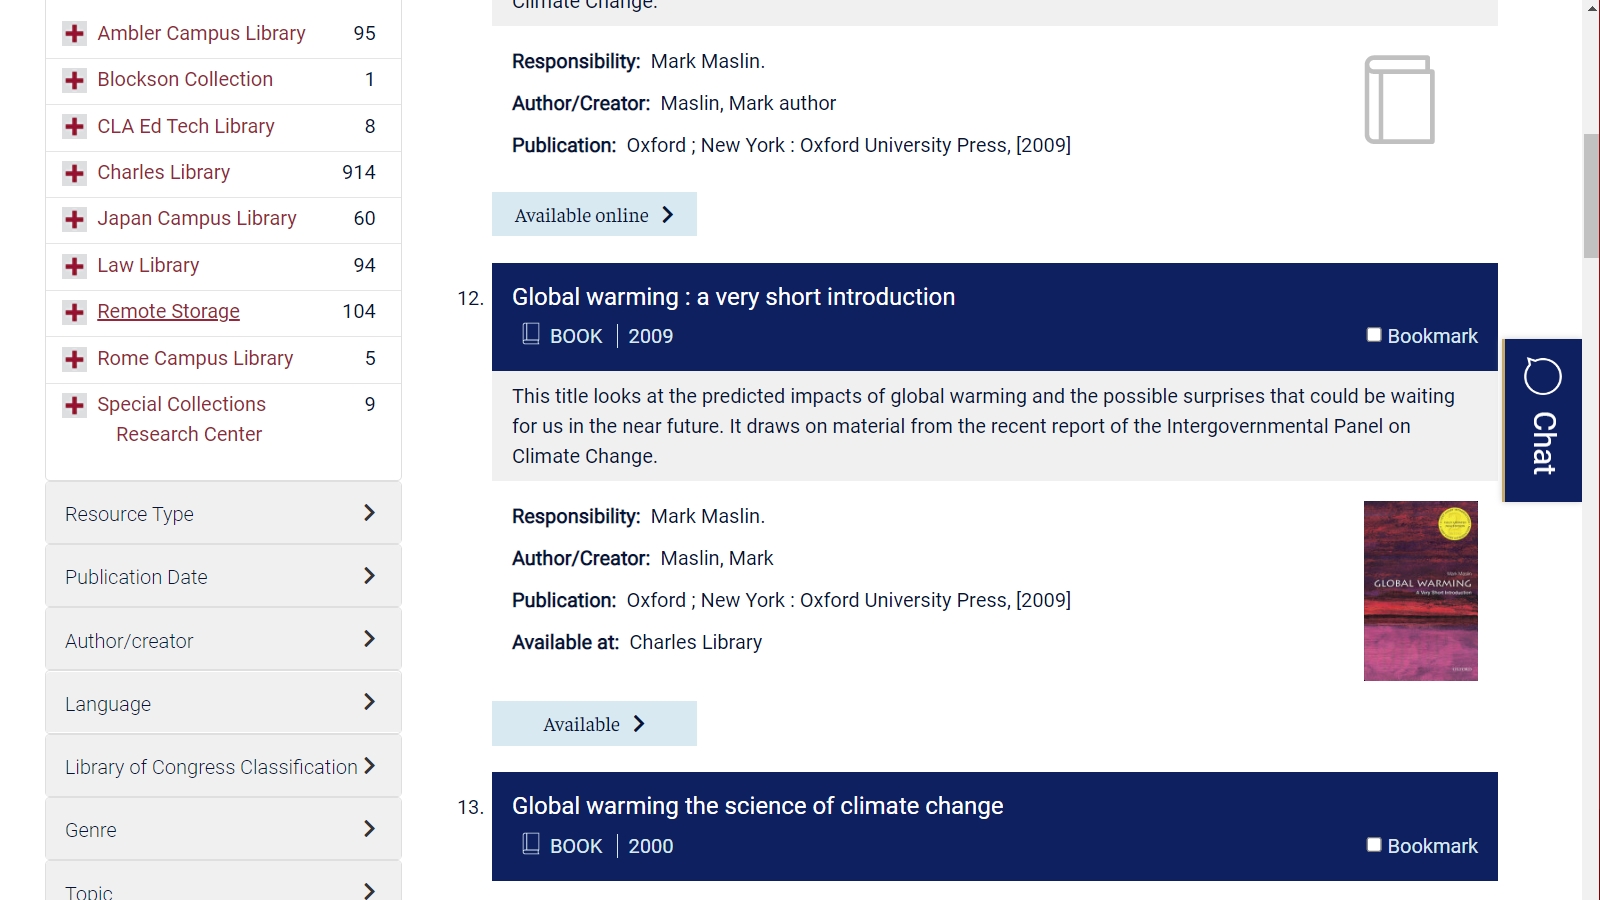 Ambler Campus Library 95
Blockson Collection 1
CLA Ed Tech Library 8
Charles Library 914
Japan Campus Library 60
Law Library 94
Remote Storage 104
Rome Campus Library 5
Special Collections 9
Research Center
Resource Type
Publication Date
Author/creator
Language
Library of Congress Classification
Genre
Topic
Climate Change.
Responsibility: Mark Maslin.
Author/Creator: Maslin, Mark author
Publication: Oxford ; New York : Oxford University Press, [2009]
Available online
12. Global warming : a very short introduction
BOOK 2009
Bookmark
This title looks at the predicted impacts of global warming and the possible surprises that could be waiting
for us in the near future. It draws on material from the recent report of the Intergovernmental Panel on
Climate Change.
Responsibility: Mark Maslin.
Author/Creator: Maslin, Mark
Publication: Oxford ; New York : Oxford University Press, [2009]
Available at: Charles Library
Mark Maslin
GLOBAL WARMING
A Very Short Introduction
Available
13. Global warming the science of climate change
BOOK 2000
Bookmark
Chat